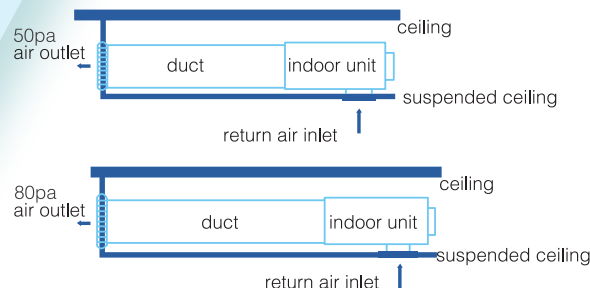 ceiling
50pa
air outlet
duct
indoor unit
suspended ceiling
return air inlet
ceiling
80pa
air outlet
duct
indoor unit
suspended ceiling
return air inlet